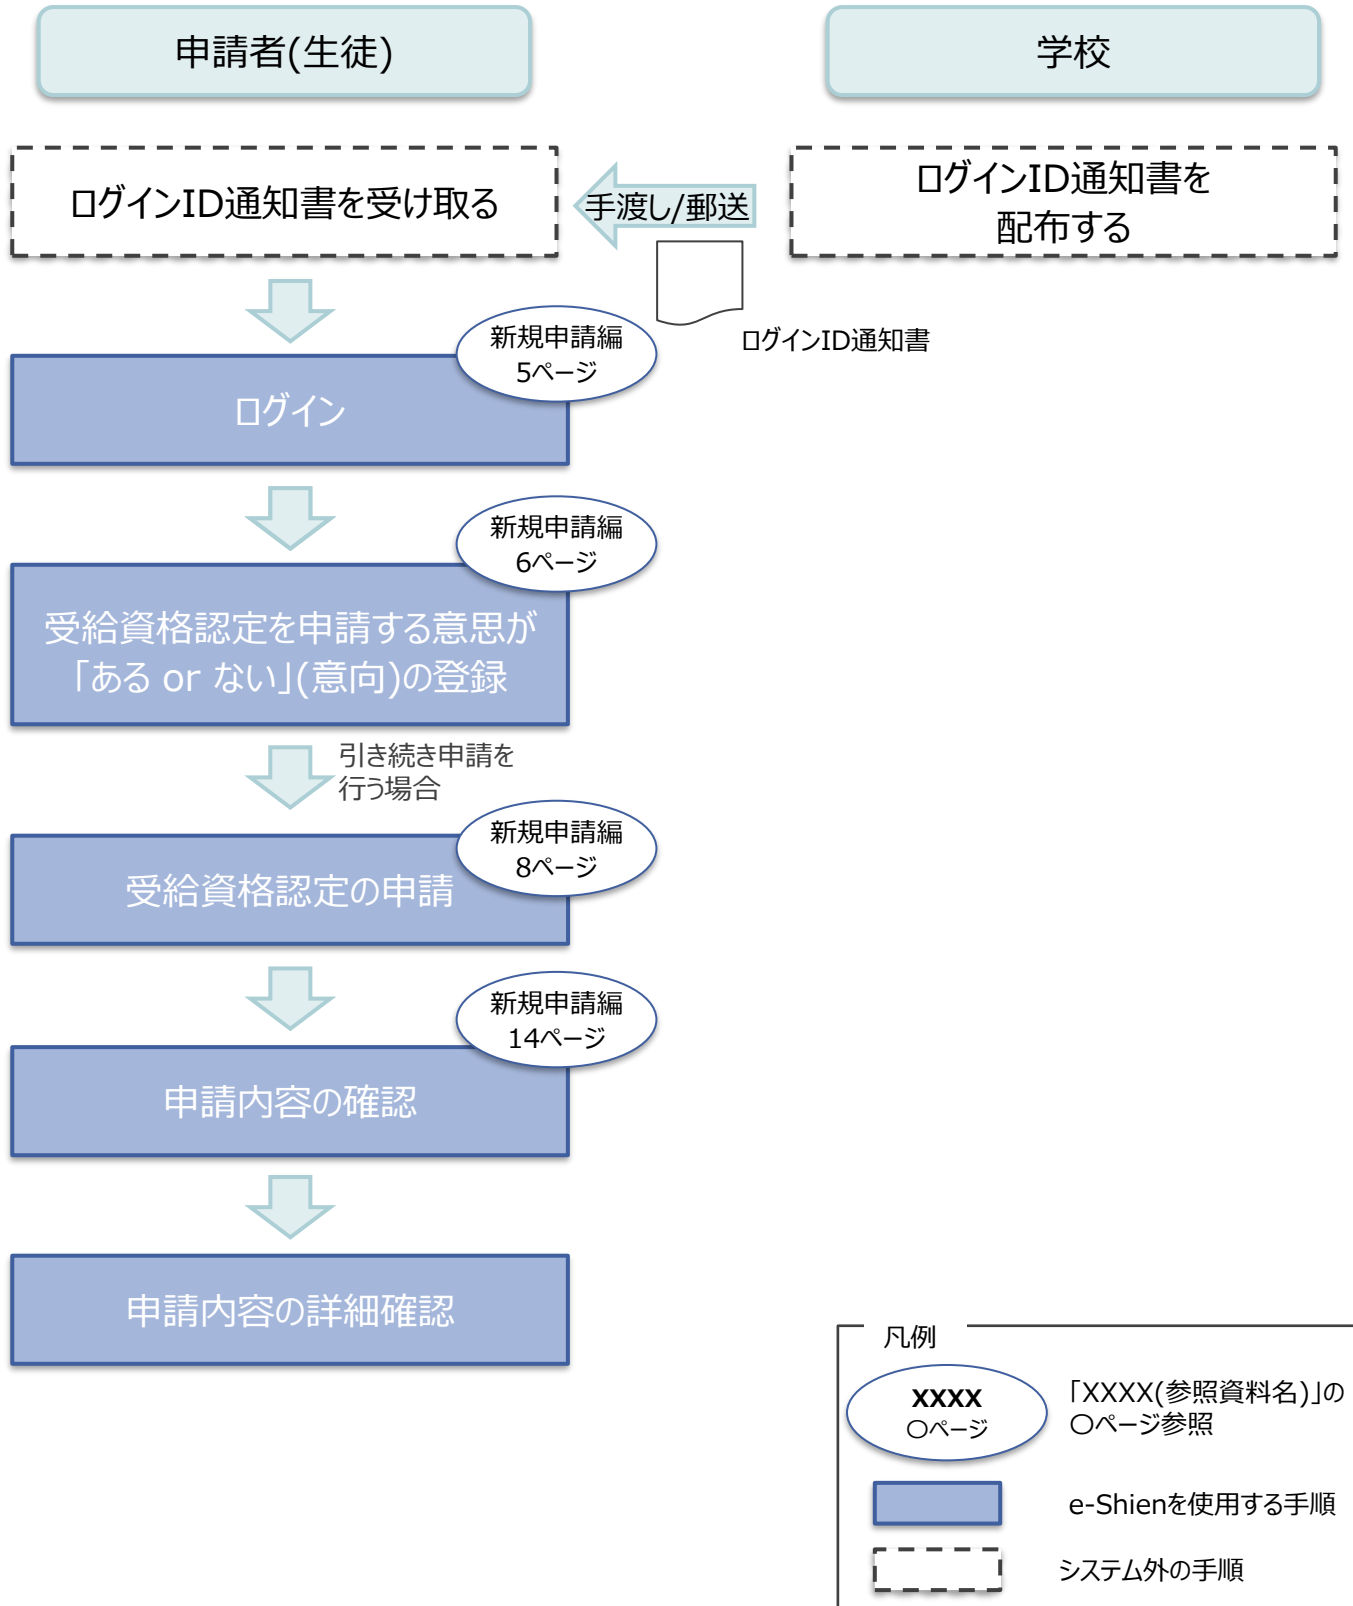 申請者(生徒)
学校
ログインID通知書を受け取る
手渡し/郵送
ログインID通知書を
配布する
ログインID通知書
新規申請編
5ページ
ログイン
新規申請編
6ページ
受給資格認定を申請する意思が
「ある or ない」(意向)の登録
引き続き申請を
行う場合
新規申請編
8ページ
受給資格認定の申請
新規申請編
14ページ
申請内容の確認
申請内容の詳細確認
凡例
XXXX
〇ページ
「XXXX(参照資料名)」の
〇ページ参照
e-Shienを使用する手順
システム外の手順